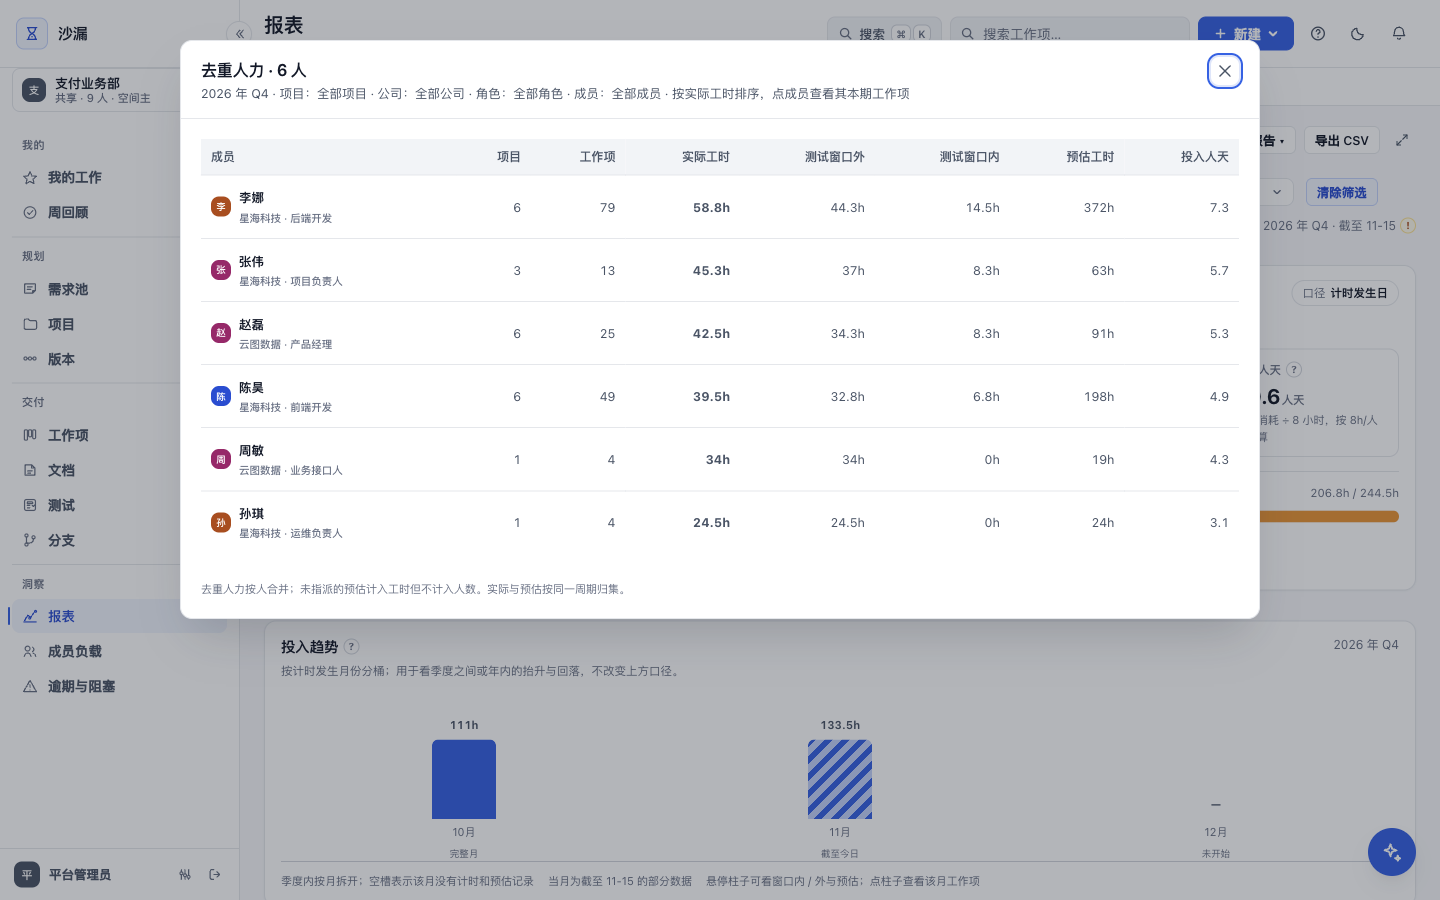 沙漏
支
支付业务部
共享 · 9 人 · 空间主
我的
我的工作
周回顾
规划
需求池
项目
版本
交付
工作项
文档
测试
分支
洞察
报表
成员负载
逾期与阻塞
平
平台管理员
报表
搜索 ⌘ K
搜索工作项...
新建
告
导出 CSV
清除筛选
2026 年 Q4 · 截至 11-15 !
口径 计时发生日
人天 ?
.6 人天
消耗 ÷ 8 小时，按 8h/人
算
206.8h / 244.5h
去重人力 · 6 人
2026 年 Q4 · 项目：全部项目 · 公司：全部公司 · 角色：全部角色 · 成员：全部成员 · 按实际工时排序，点成员查看其本期工作项
成员 项目 工作项 实际工时 测试窗口外 测试窗口内 预估工时 投入人天
李 李娜 6 79 58.8h 44.3h 14.5h 372h 7.3
星海科技 · 后端开发
张 张伟 3 13 45.3h 37h 8.3h 63h 5.7
星海科技 · 项目负责人
赵 赵磊 6 25 42.5h 34.3h 8.3h 91h 5.3
云图数据 · 产品经理
陈 陈昊 6 49 39.5h 32.8h 6.8h 198h 4.9
星海科技 · 前端开发
周 周敏 1 4 34h 34h 0h 19h 4.3
云图数据 · 业务接口人
孙 孙琪 1 4 24.5h 24.5h 0h 24h 3.1
星海科技 · 运维负责人
去重人力按人合并；未指派的预估计入工时但不计入人数。实际与预估按同一周期归集。
投入趋势 ?
2026 年 Q4
按计时发生月份分桶；用于看季度之间或年内的抬升与回落，不改变上方口径。
111h 133.5h –
10月 11月 12月
完整月 截至今日 未开始
季度内按月拆开；空槽表示该月没有计时和预估记录 当月为截至 11-15 的部分数据 悬停柱子可看窗口内 / 外与预估；点柱子查看该月工作项